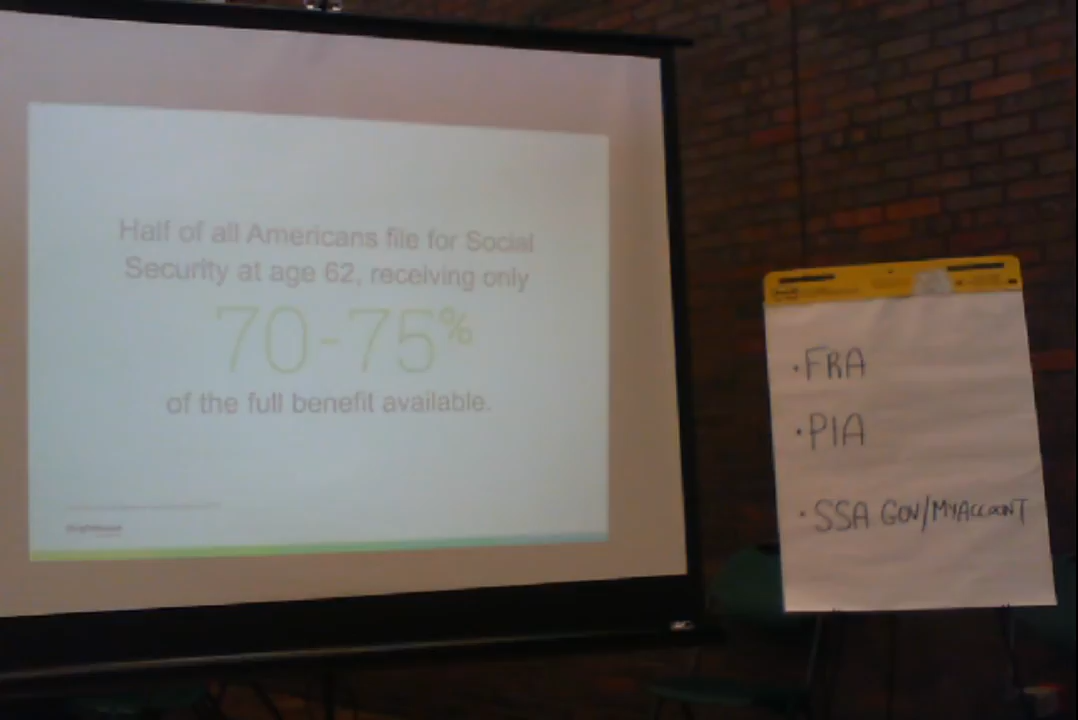 Half of all Americans file for Social
Security at age 62, receiving only
70-75%
of the full benefit available.
• FRA
• PIA
• SSA GOV/MYACCOUNT